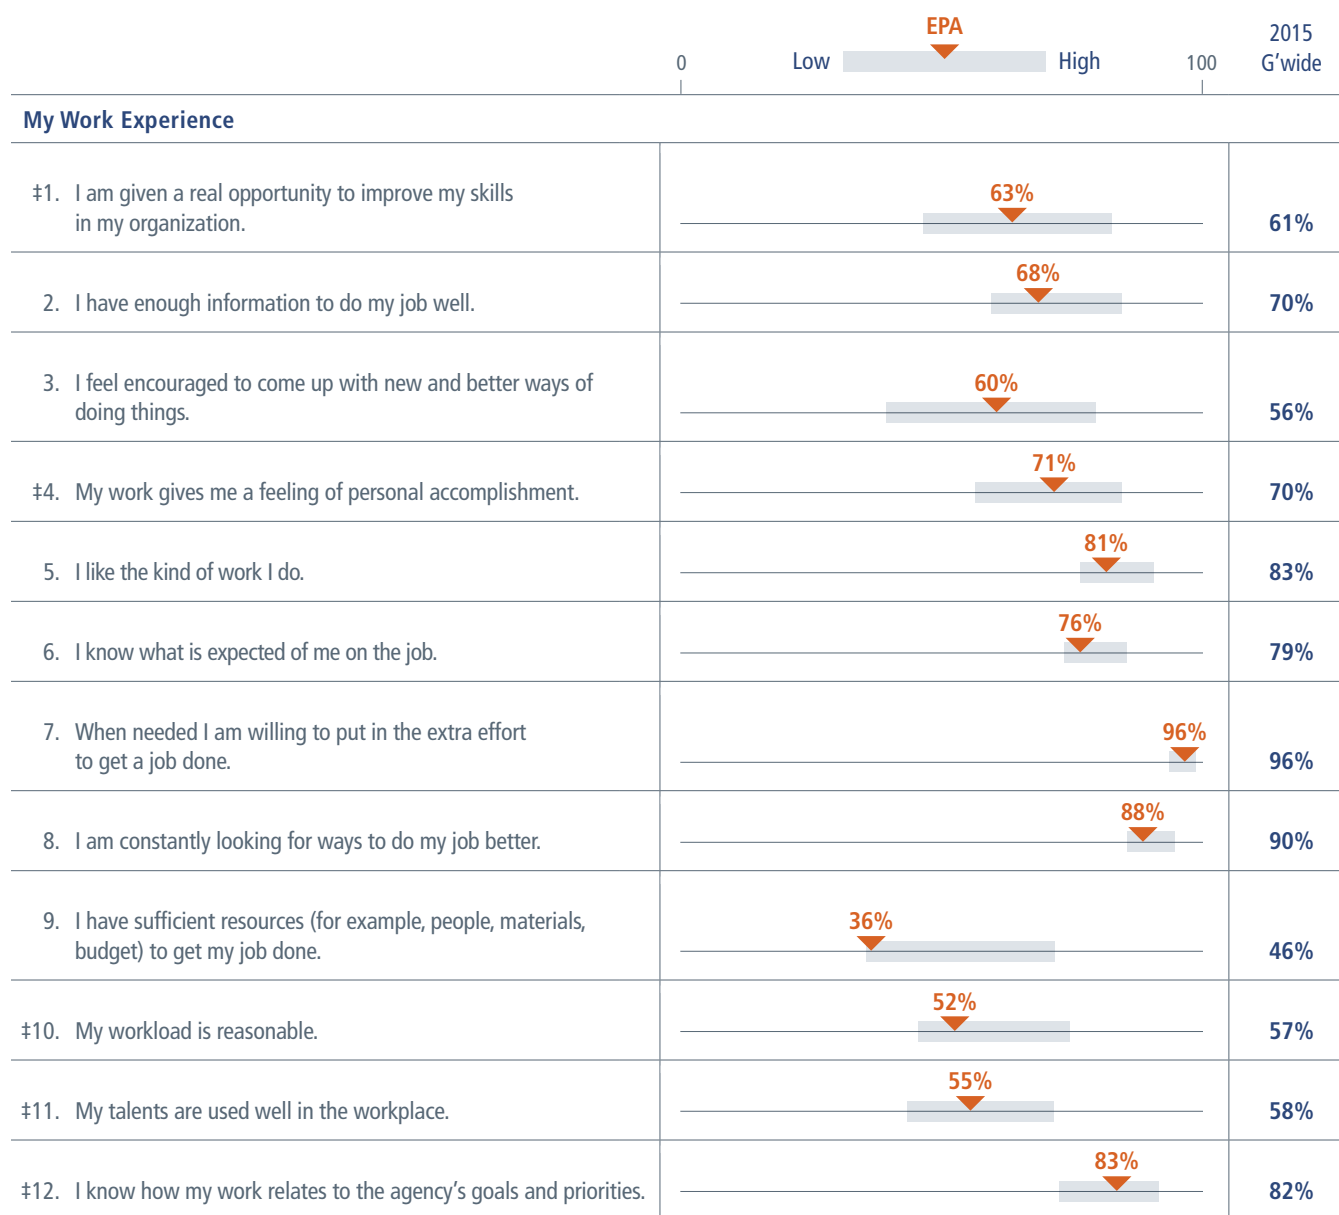 EPA
2015
0 Low High 100 G’wide
My Work Experience
‡1. I am given a real opportunity to improve my skills
in my organization.
63%
61%
2. I have enough information to do my job well.
68%
70%
3. I feel encouraged to come up with new and better ways of
doing things.
60%
56%
‡4. My work gives me a feeling of personal accomplishment.
71%
70%
5. I like the kind of work I do.
81%
83%
6. I know what is expected of me on the job.
76%
79%
7. When needed I am willing to put in the extra effort
to get a job done.
96%
96%
8. I am constantly looking for ways to do my job better.
88%
90%
9. I have sufficient resources (for example, people, materials,
budget) to get my job done.
36%
46%
‡10. My workload is reasonable.
52%
57%
‡11. My talents are used well in the workplace.
55%
58%
‡12. I know how my work relates to the agency’s goals and priorities.
83%
82%